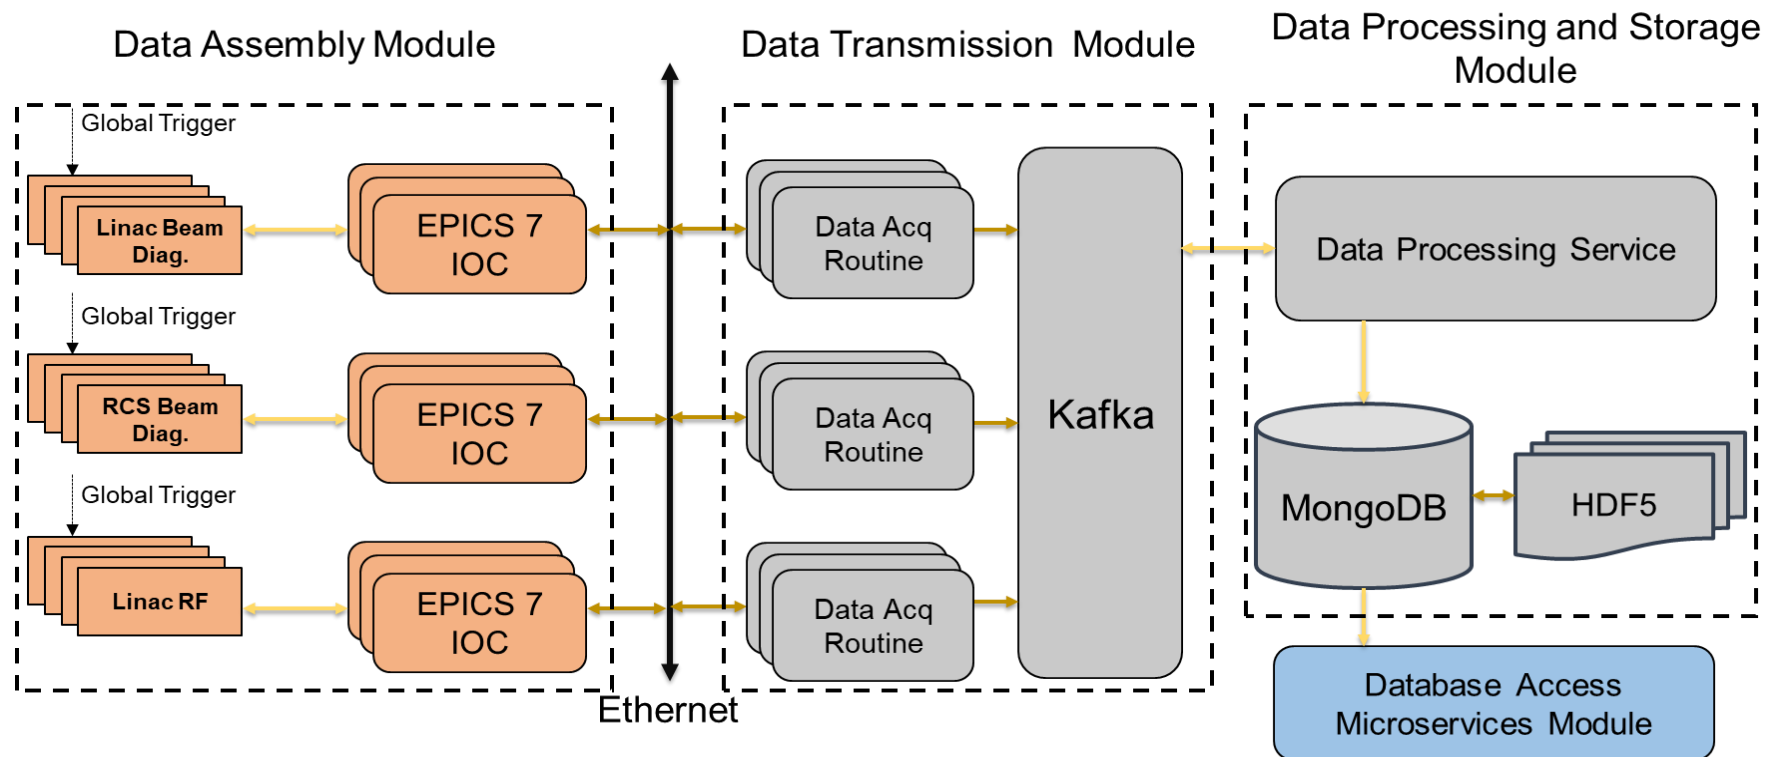 Data Assembly Module
Global Trigger
Linac Beam
Diag.
EPICS 7
IOC
Global Trigger
RCS Beam
Diag.
EPICS 7
IOC
Global Trigger
Linac RF
EPICS 7
IOC
Ethernet
Data Transmission Module
Data Acq
Routine
Data Acq
Routine
Data Acq
Routine
Kafka
Data Processing and Storage
Module
Data Processing Service
MongoDB
HDF5
Database Access
Microservices Module